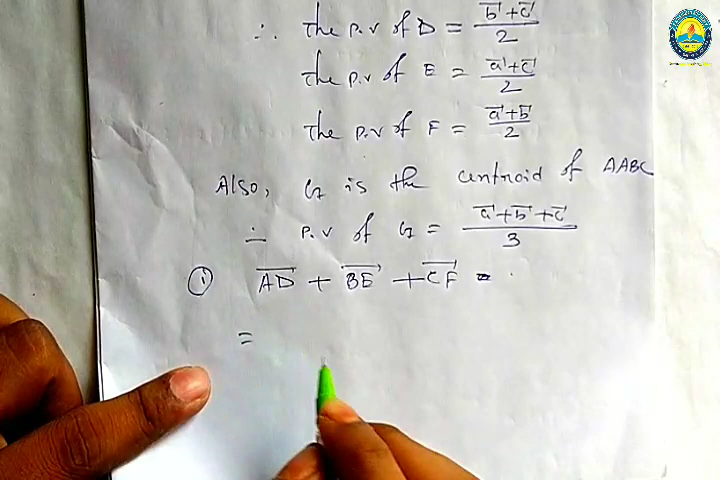 ∴ the p.v of D = (b⃗ + c⃗)/2
the p.v of E = (a⃗ + c⃗)/2
the p.v of F = (a⃗ + b⃗)/2
Also, G is the centroid of ΔABC
∴ p.v of G = (a⃗ + b⃗ + c⃗)/3
(i) AD⃗ + BE⃗ + CF⃗ =
=